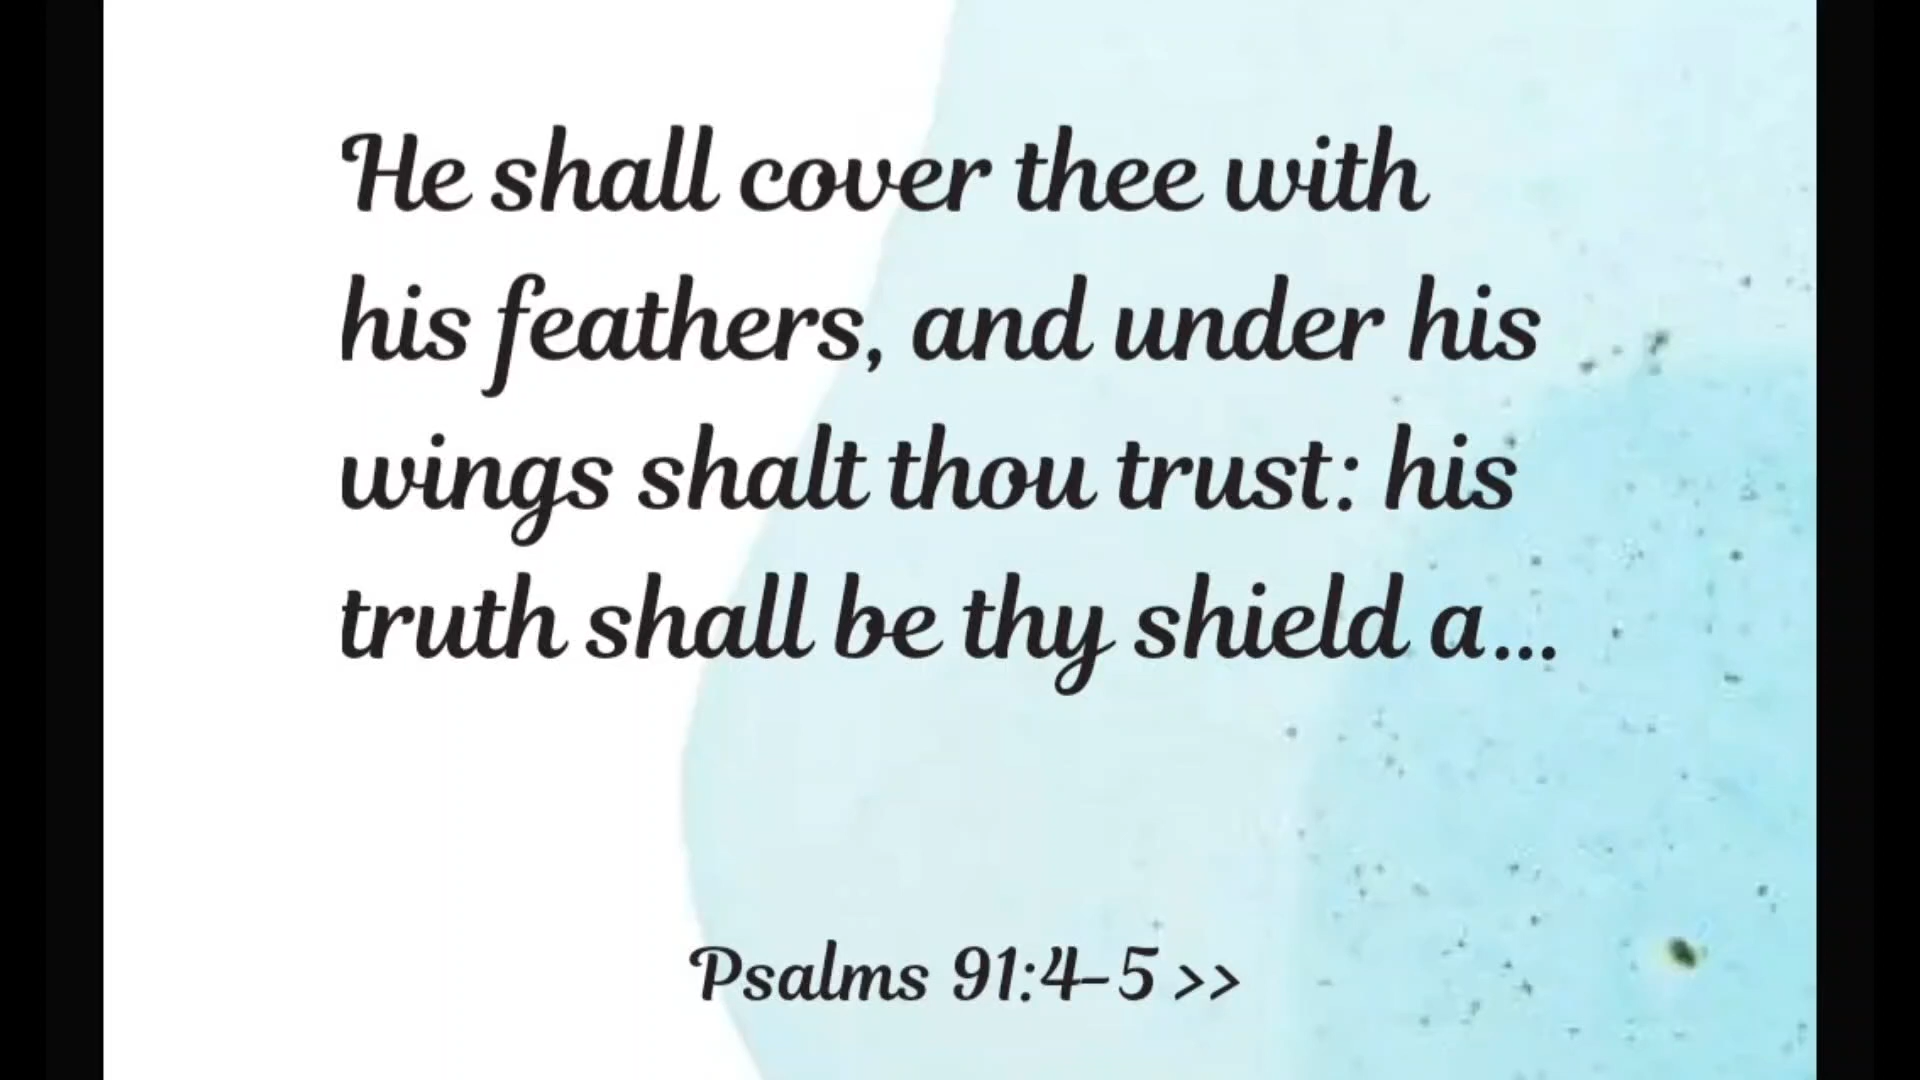 He shall cover thee with
his feathers, and under his
wings shalt thou trust: his
truth shall be thy shield a...
Psalms 91:4-5 >>